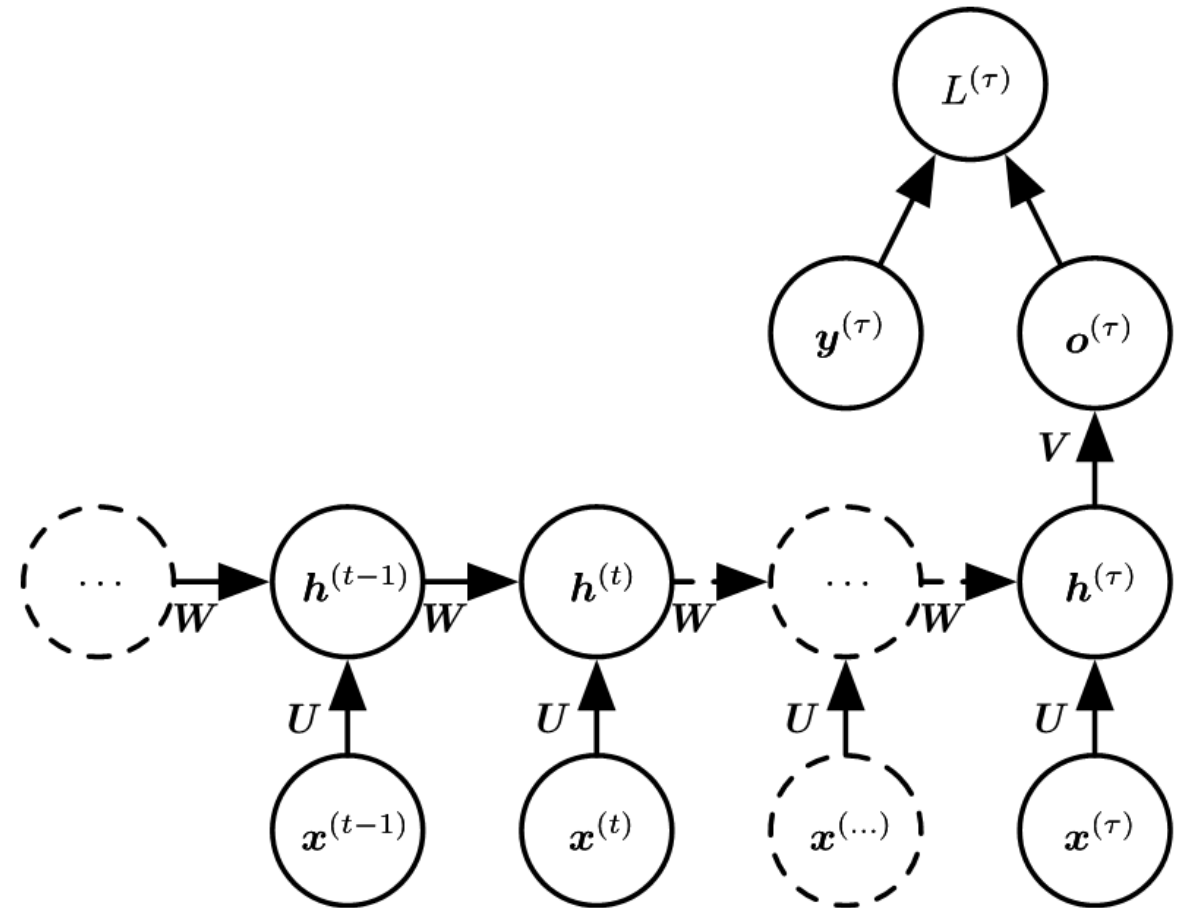 L^(τ)
y^(τ) o^(τ)
V
... h^(t−1) h^(t) ... h^(τ)
W W W W
U U U U
x^(t−1) x^(t) x^(...) x^(τ)